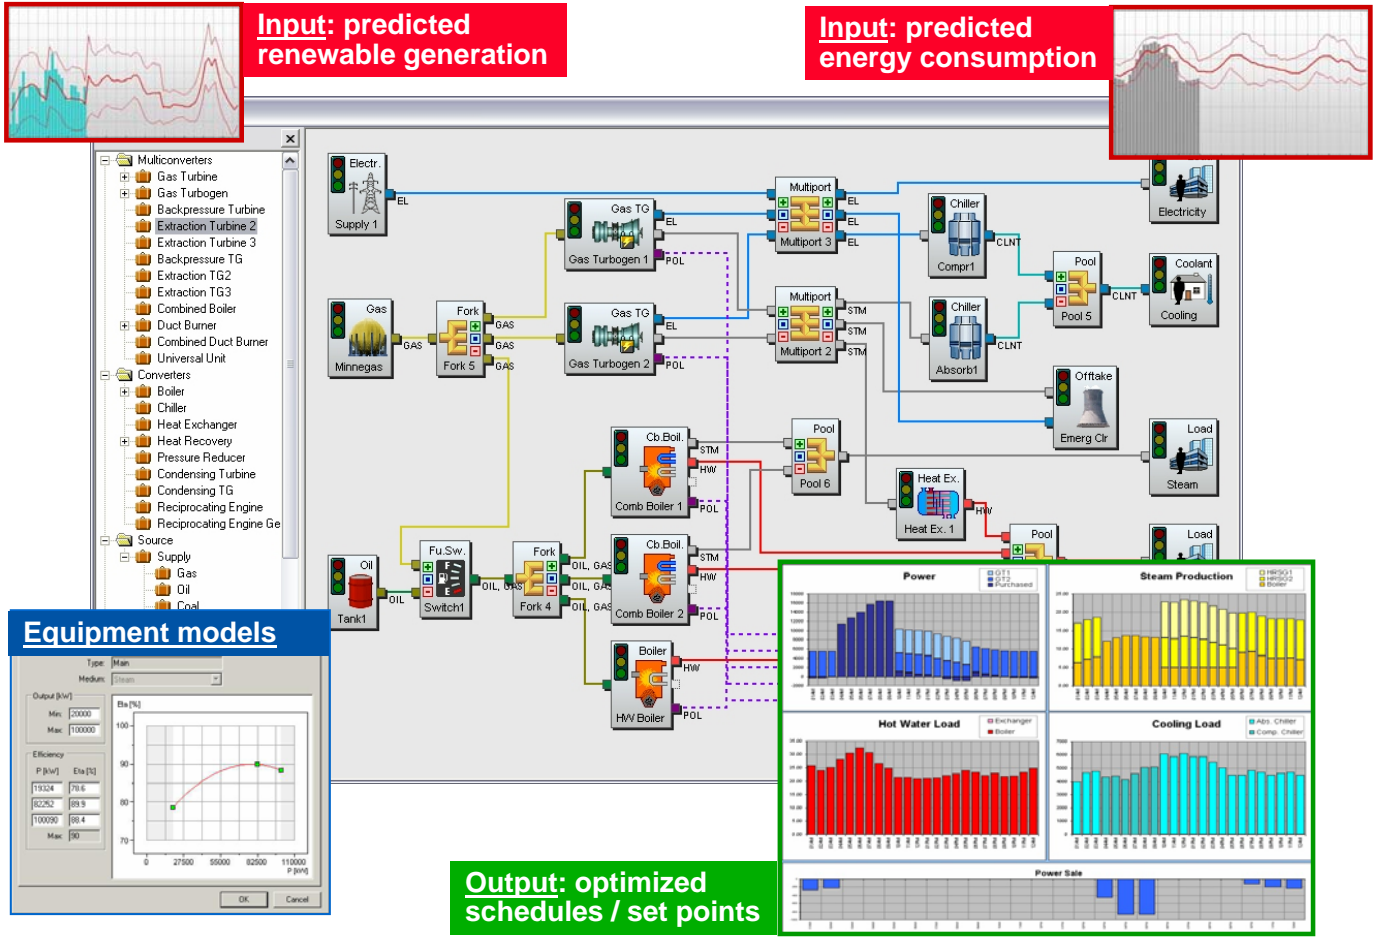 Input: predicted
renewable generation
Input: predicted
energy consumption
Multiconverters
Gas Turbine
Gas Turbogen
Backpressure Turbine
Extraction Turbine 2
Extraction Turbine 3
Backpressure TG
Extraction TG2
Extraction TG3
Combined Boiler
Duct Burner
Combined Duct Burner
Universal Unit
Converters
Boiler
Chiller
Heat Exchanger
Heat Recovery
Pressure Reducer
Condensing Turbine
Condensing TG
Reciprocating Engine
Reciprocating Engine Ge
Source
Supply
Gas
Oil
Coal
Electr.
EL
Supply 1
Gas TG
EL
POL
Gas Turbogen 1
Multiport
EL
EL
EL
Multiport 3
Chiller
CLNT
Compr1
Electricity
Pool
CLNT
Pool 5
Coolant
Cooling
Gas
GAS
Minnegas
Fork
GAS
GAS
GAS
Fork 5
Gas TG
EL
POL
Gas Turbogen 2
Multiport
STM
STM
Multiport 2
Chiller
CLNT
Absorb1
Offtake
Emerg Clr
Cb.Boil.
STM
HW
POL
Comb Boiler 1
Pool
Pool 6
Load
Steam
Heat Ex.
HW
Heat Ex. 1
Pool
Load
Oil
OIL
Tank1
Fu.Sw.
F
E
OIL, GAS
Switch1
Fork
OIL, GAS
OIL, GAS
OIL, GAS
Fork 4
Cb.Boil.
STM
HW
POL
Comb Boiler 2
Boiler
HW
POL
HW Boiler
Equipment models
Type: Main
Medium: Steam
Output [kW]
Min: 20000
Max: 100000
Efficiency
P [kW] Eta [%]
19324 78.6
82252 89.9
100090 88.4
Max: 90
Eta [%]
100
90
80
70
0 27500 55000 82500 110000
P [kW]
OK Cancel
Power
GT1
GT2
Purchased
Steam Production
HRSG1
HRSG2
Boiler
Hot Water Load
Exchanger
Boiler
Cooling Load
Abs. Chiller
Comp. Chiller
Power Sale
Output: optimized
schedules / set points